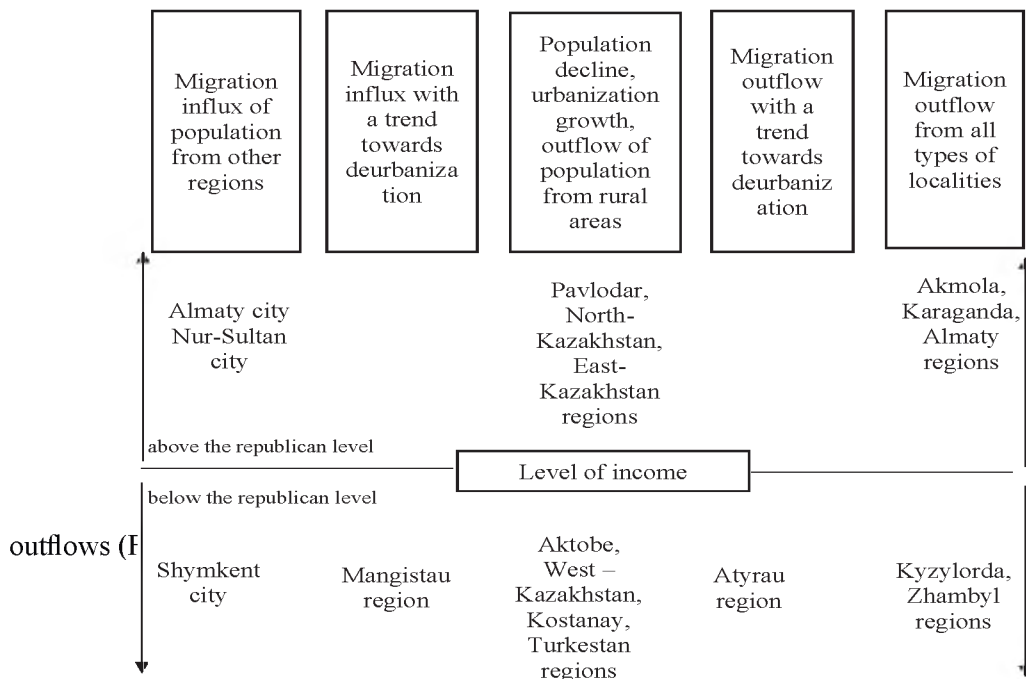 Migration
influx of
population
from other
regions
Migration
influx with
a trend
towards
deurbaniza
tion
Population
decline,
urbanization
growth,
outflow of
population
from rural
areas
Migration
outflow
with a
trend
towards
deurbaniz
ation
Migration
outflow
from all
types of
localities
Almaty city
Nur-Sultan
city
Pavlodar,
North-
Kazakhstan,
East-
Kazakhstan
regions
Akmola,
Karaganda,
Almaty
regions
above the republican level
Level of income
below the republican level
outflows (F
Shymkent
city
Mangistau
region
Aktobe,
West –
Kazakhstan,
Kostanay,
Turkestan
regions
Atyrau
region
Kyzylorda,
Zhambyl
regions